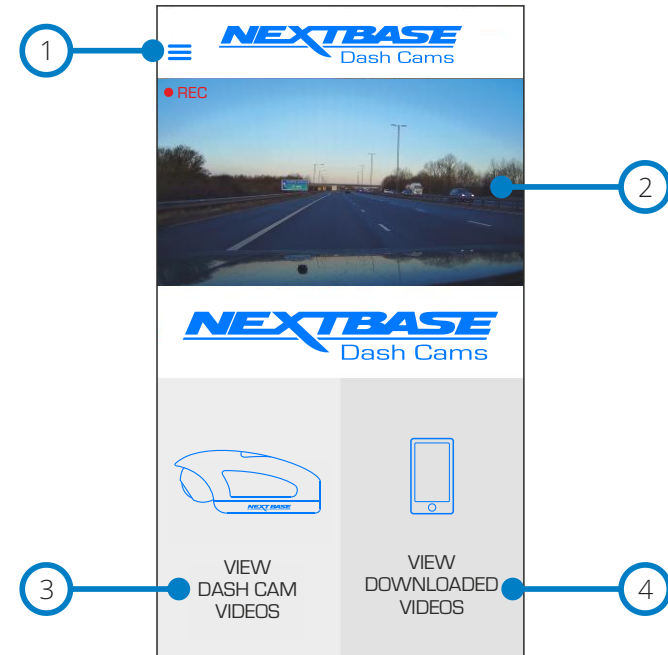 1
NEXTBASE
Dash Cams
REC
2
NEXTBASE
Dash Cams
NEXTBASE
VIEW
DASH CAM
VIDEOS
VIEW
DOWNLOADED
VIDEOS
3
4